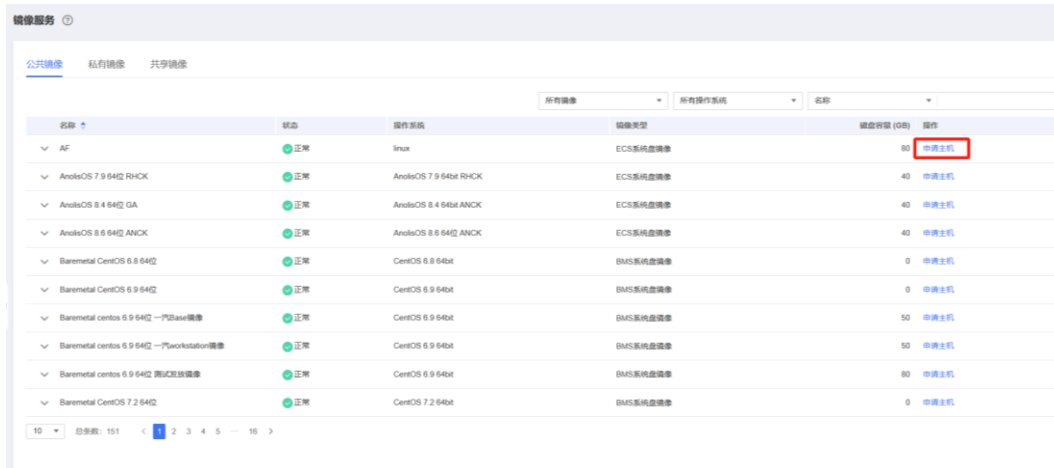 镜像服务 ?
公共镜像 私有镜像 共享镜像
所有镜像 所有操作系统 名称
名称 状态 操作系统 镜像类型 磁盘容量 (GB) 操作
AF 正常 linux ECS系统盘镜像 80 申请主机
AnolisOS 7.9 64位 RHCK 正常 AnolisOS 7.9 64bit RHCK ECS系统盘镜像 40 申请主机
AnolisOS 8.4 64位 GA 正常 AnolisOS 8.4 64bit ANCK ECS系统盘镜像 40 申请主机
AnolisOS 8.6 64位 ANCK 正常 AnolisOS 8.6 64位 ANCK ECS系统盘镜像 40 申请主机
Baremetal CentOS 6.8 64位 正常 CentOS 6.8 64bit BMS系统盘镜像 0 申请主机
Baremetal CentOS 6.9 64位 正常 CentOS 6.9 64bit BMS系统盘镜像 0 申请主机
Baremetal centos 6.9 64位 一汽Base镜像 正常 CentOS 6.9 64bit BMS系统盘镜像 50 申请主机
Baremetal centos 6.9 64位 一汽workstation镜像 正常 CentOS 6.9 64bit BMS系统盘镜像 50 申请主机
Baremetal centos 6.9 64位 测试发放镜像 正常 CentOS 6.9 64bit BMS系统盘镜像 80 申请主机
Baremetal CentOS 7.2 64位 正常 CentOS 7.2 64bit BMS系统盘镜像 0 申请主机
10 总条数: 151 < 1 2 3 4 5 ··· 16 >